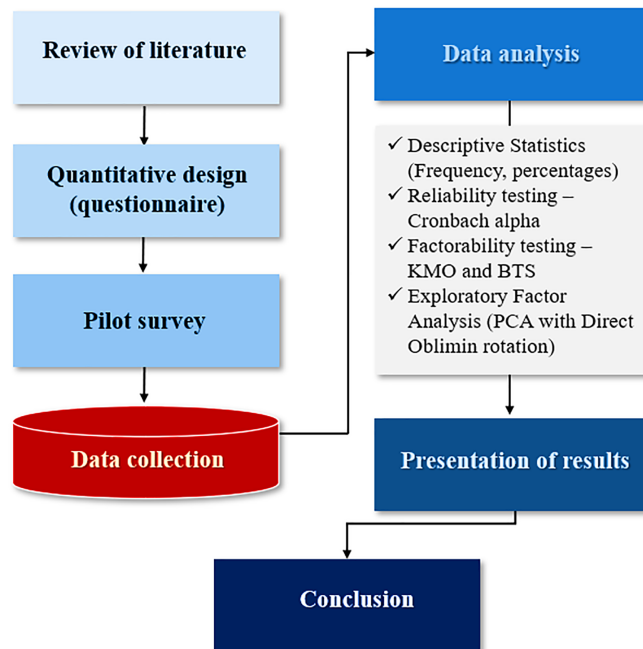 Review of literature
Quantitative design
(questionnaire)
Pilot survey
Data collection
Data analysis
✓ Descriptive Statistics
(Frequency, percentages)
✓ Reliability testing –
Cronbach alpha
✓ Factorability testing –
KMO and BTS
✓ Exploratory Factor
Analysis (PCA with Direct
Oblimin rotation)
Presentation of results
Conclusion